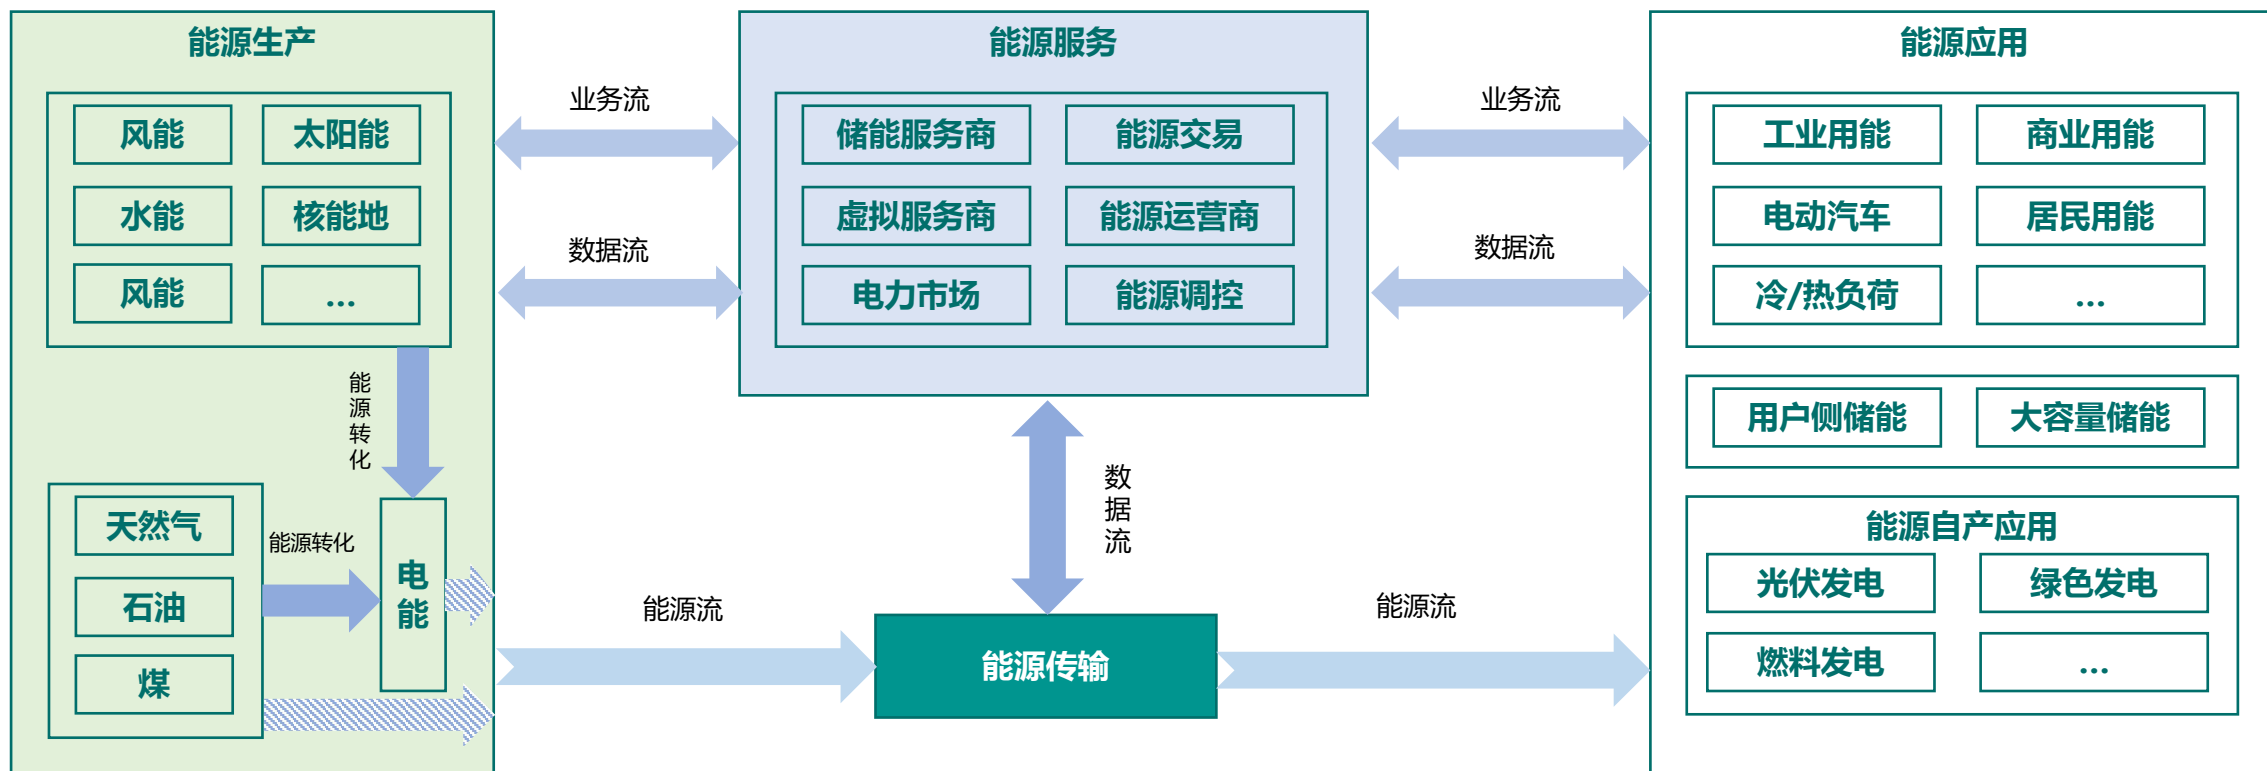 能源生产
风能
太阳能
水能
核能地
风能
...
能源转化
天然气
石油
煤
能源转化
电能
业务流
数据流
能源服务
储能服务商
能源交易
虚拟服务商
能源运营商
电力市场
能源调控
数据流
能源流
能源传输
能源流
业务流
数据流
能源应用
工业用能
商业用能
电动汽车
居民用能
冷/热负荷
...
用户侧储能
大容量储能
能源自产应用
光伏发电
绿色发电
燃料发电
...